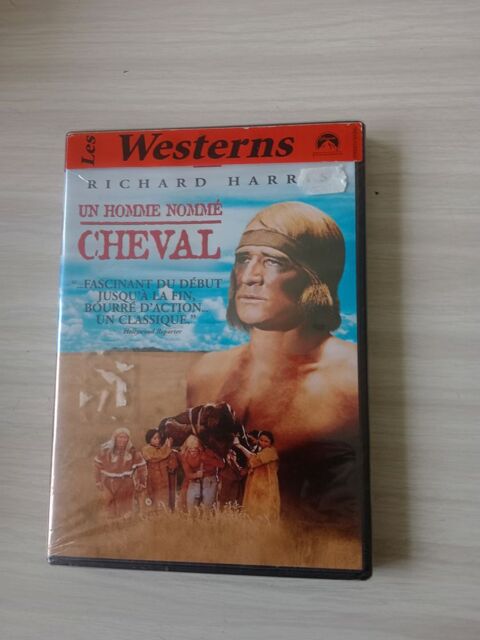 Les
Westerns
RICHARD HARRIS
UN HOMME NOMMÉ
CHEVAL
"...FASCINANT DU DÉBUT
JUSQU'À LA FIN,
BOURRÉ D'ACTION...
UN CLASSIQUE."
Hollywood Reporter